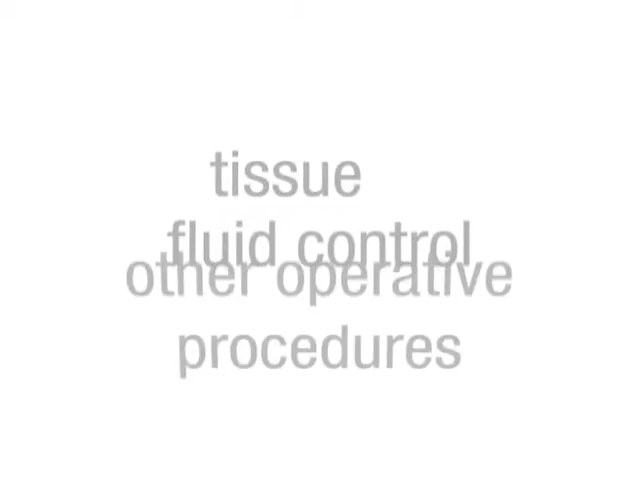 tissue
fluid control
other operative
procedures